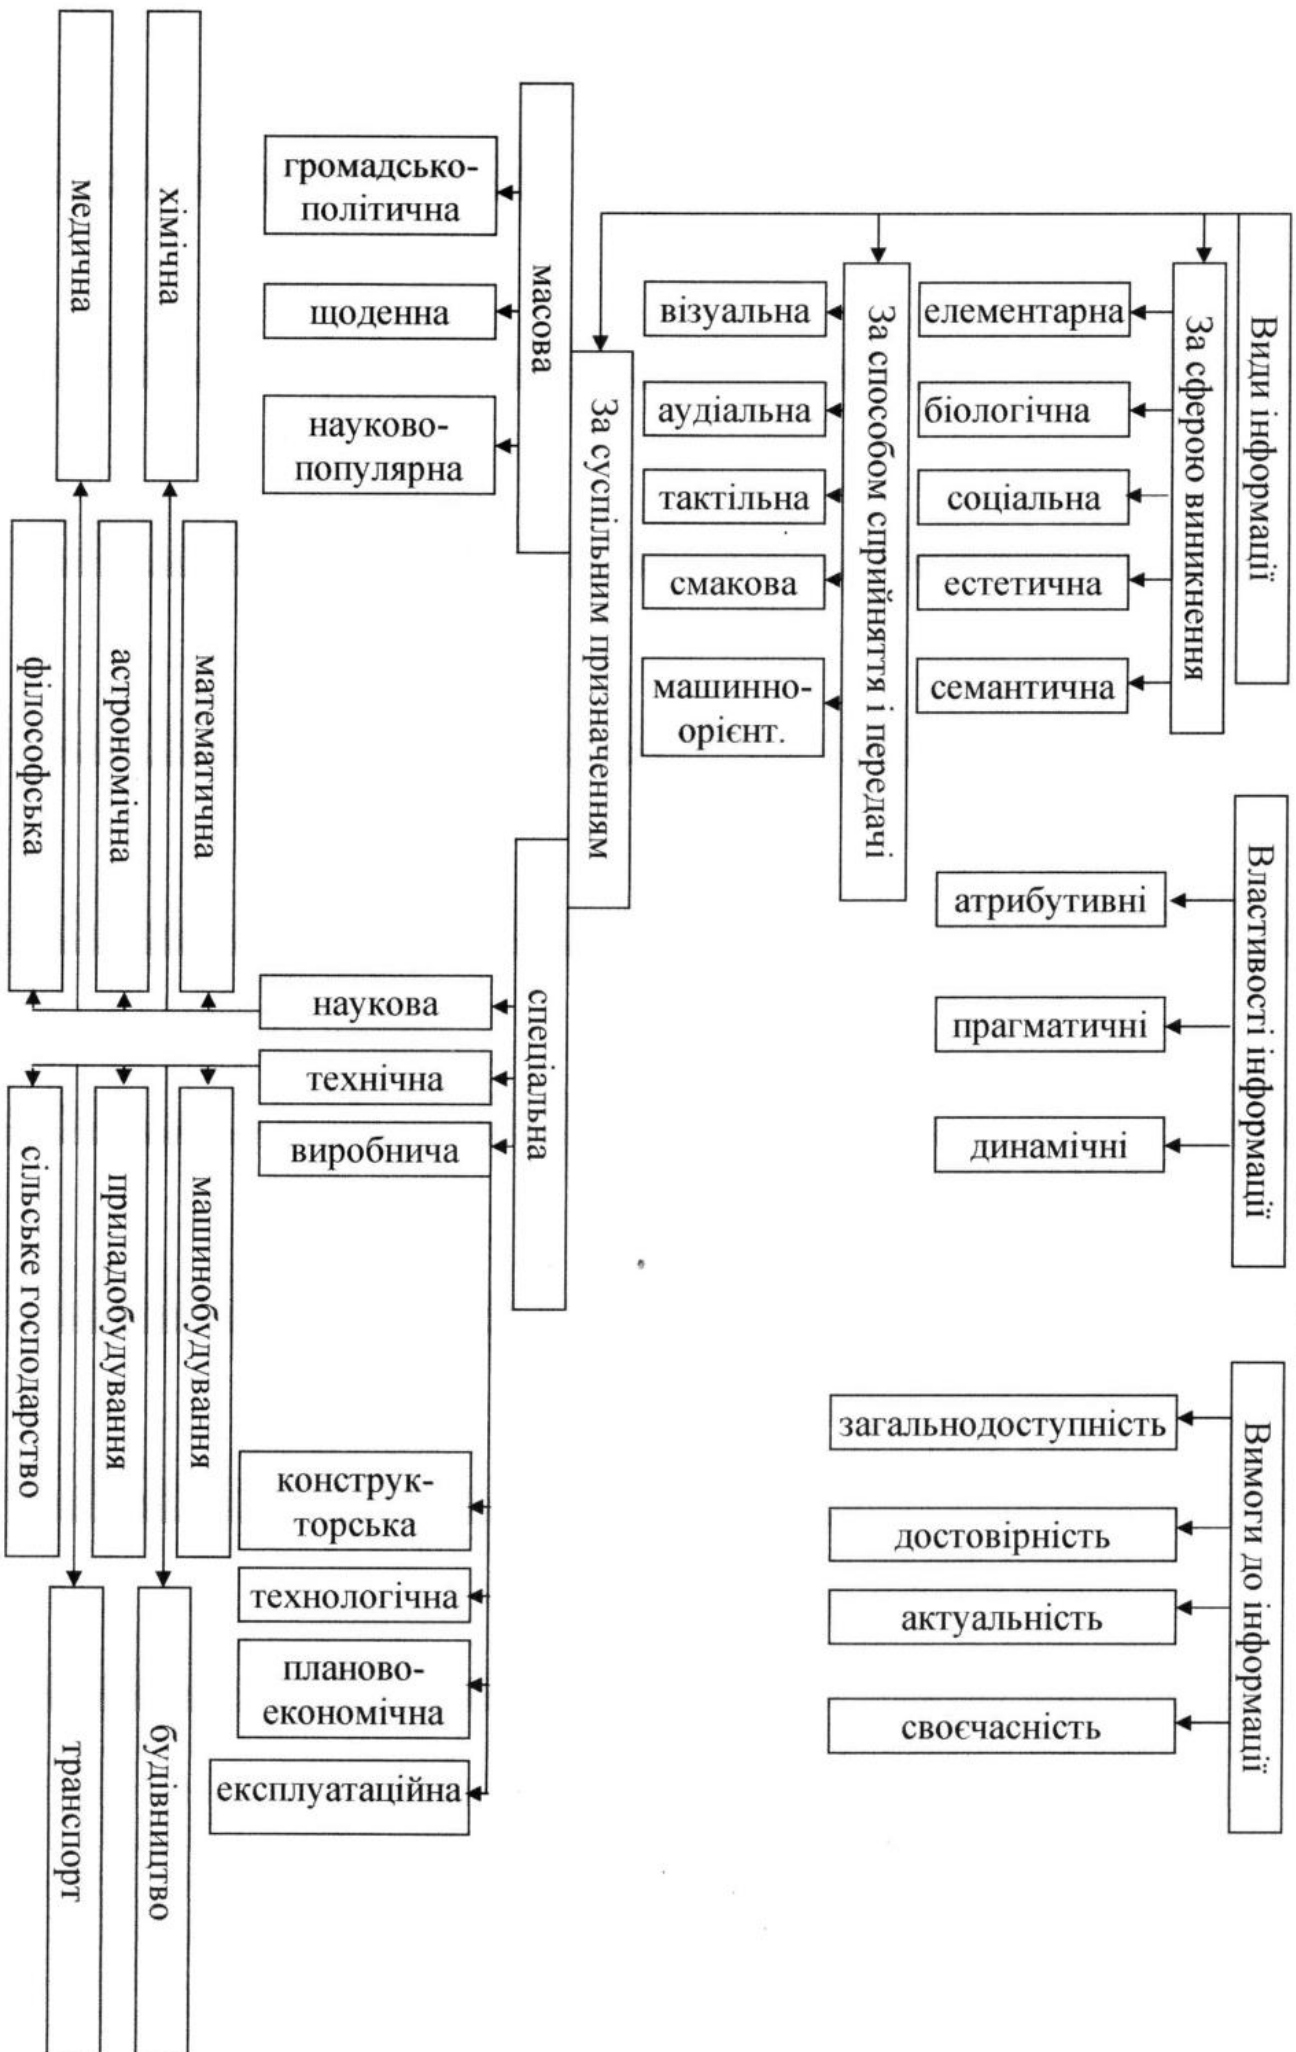 Види інформації
За сферою виникнення
елементарна
біологічна
соціальна
естетична
семантична
За способом сприйняття і передачі
візуальна
аудіальна
тактільна
смакова
машинно-
орієнт.
За суспільним призначенням
масова
громадсько-
політична
щоденна
науково-
популярна
спеціальна
наукова
математична
хімічна
астрономічна
медична
філософська
технічна
машинобудування
будівництво
приладобудування
транспорт
сільське господарство
виробнича
конструк-
торська
технологічна
планово-
економічна
експлуатаційна
Властивості інформації
атрибутивні
прагматичні
динамічні
Вимоги до інформації
загальнодоступність
достовірність
актуальність
своєчасність